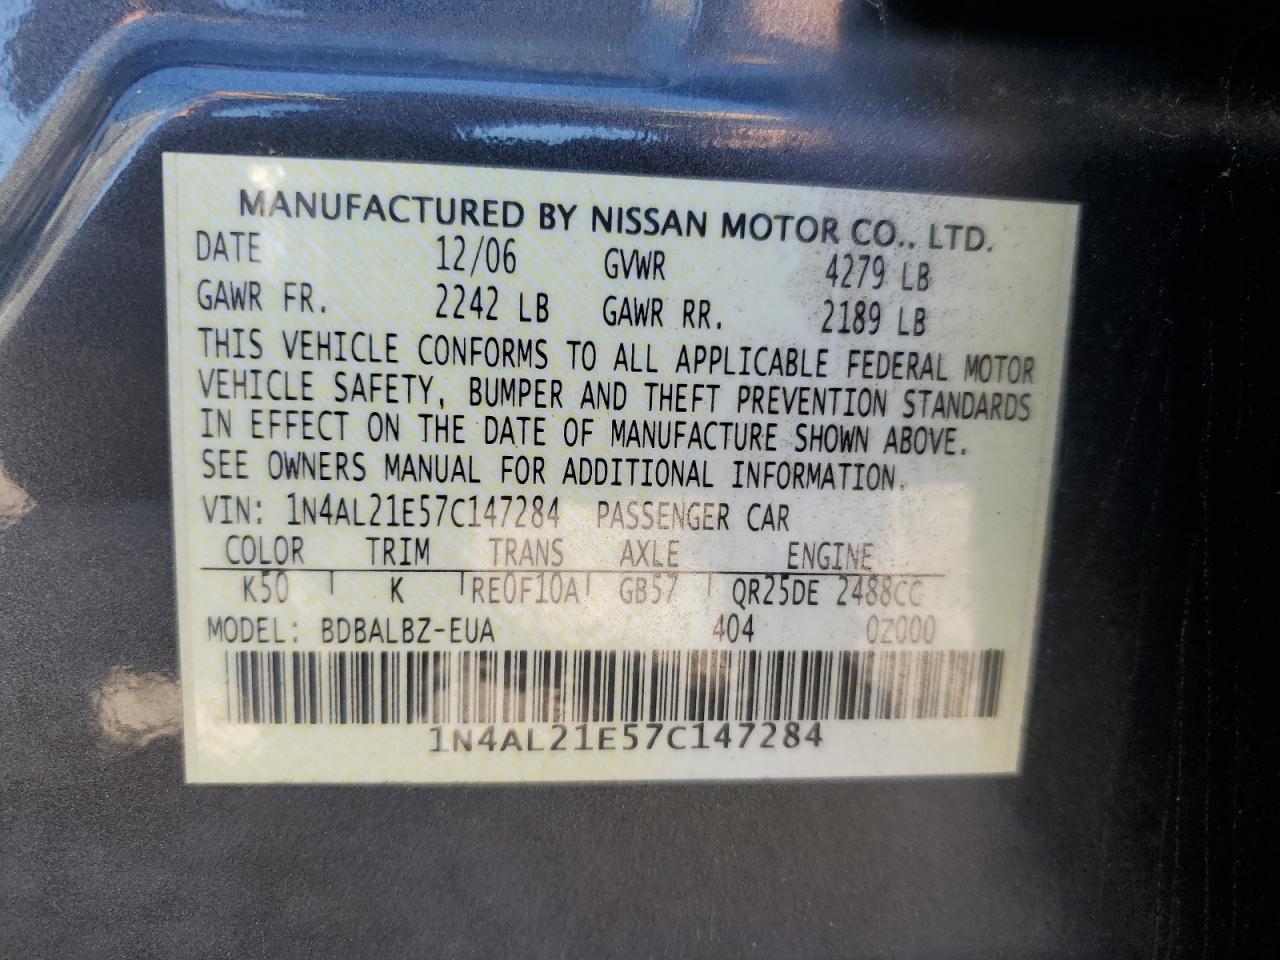 MANUFACTURED BY NISSAN MOTOR CO., LTD.
DATE 12/06 GVWR 4279 LB
GAWR FR. 2242 LB GAWR RR. 2189 LB
THIS VEHICLE CONFORMS TO ALL APPLICABLE FEDERAL MOTOR
VEHICLE SAFETY, BUMPER AND THEFT PREVENTION STANDARDS
IN EFFECT ON THE DATE OF MANUFACTURE SHOWN ABOVE.
SEE OWNERS MANUAL FOR ADDITIONAL INFORMATION.
VIN: 1N4AL21E57C147284 PASSENGER CAR
COLOR TRIM TRANS AXLE ENGINE
K50 K RE0F10A GB57 QR25DE 2488CC
MODEL: BDBALBZ-EUA 404 0Z000
1N4AL21E57C147284